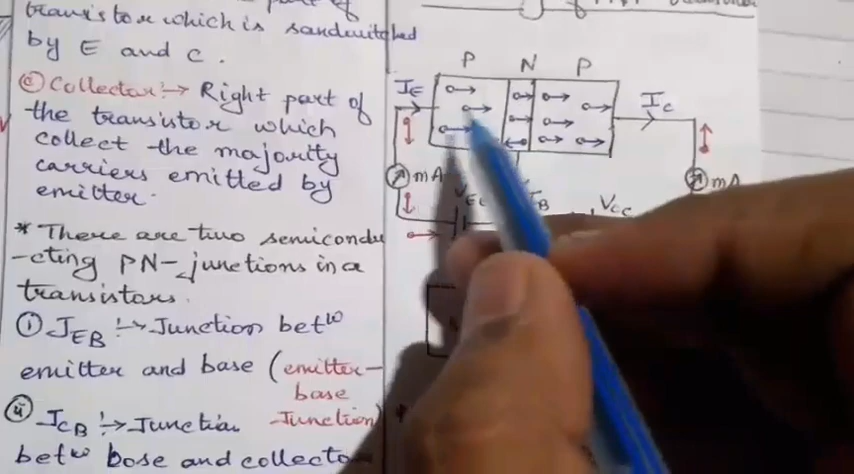 transistor which is sandwitched
by E and C.
ⓒ Collector :→ Right part of
the transistor which
collect the majority
carriers emitted by
emitter.
* There are two semicondu
-cting PN-junctions in a
transistors.
ⓘ JEB :→ Junction betw
emitter and base (emitter-
base
Junction)
ⓘⓘ JCB :→ Junction
betw base and collector
P N P
IE
IC
mA
mA
IB
VCC